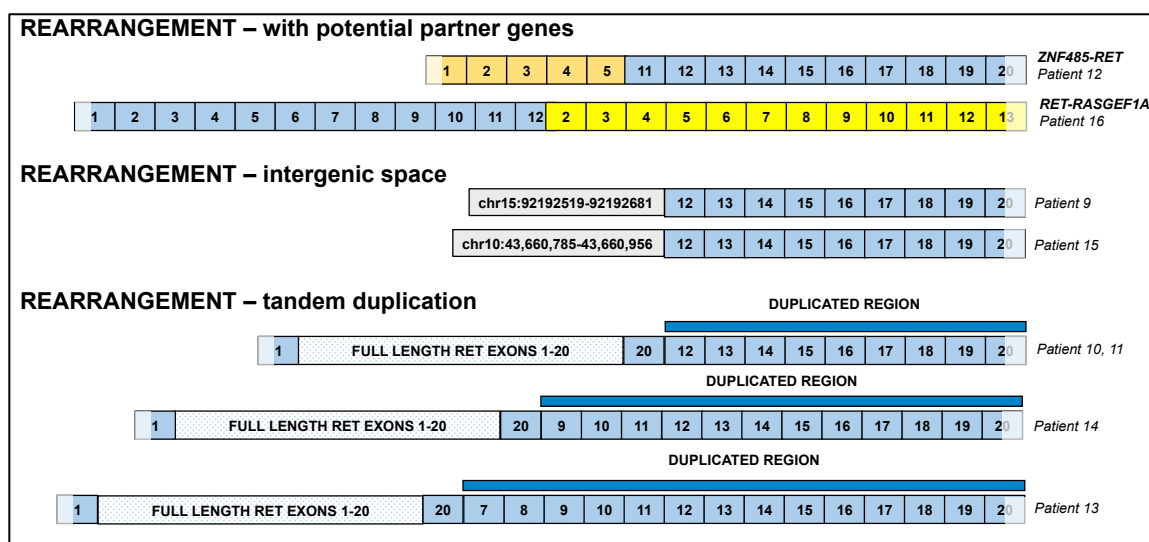 REARRANGEMENT – with potential partner genes
ZNF485-RET
1 2 3 4 5 11 12 13 14 15 16 17 18 19 20
Patient 12
RET-RASGEF1A
1 2 3 4 5 6 7 8 9 10 11 12 2 3 4 5 6 7 8 9 10 11 12 13
Patient 16
REARRANGEMENT – intergenic space
chr15:92192519-92192681 12 13 14 15 16 17 18 19 20 Patient 9
chr10:43,660,785-43,660,956 12 13 14 15 16 17 18 19 20 Patient 15
REARRANGEMENT – tandem duplication
DUPLICATED REGION
1 FULL LENGTH RET EXONS 1-20 20 12 13 14 15 16 17 18 19 20 Patient 10, 11
DUPLICATED REGION
1 FULL LENGTH RET EXONS 1-20 20 9 10 11 12 13 14 15 16 17 18 19 20 Patient 14
DUPLICATED REGION
1 FULL LENGTH RET EXONS 1-20 20 7 8 9 10 11 12 13 14 15 16 17 18 19 20 Patient 13